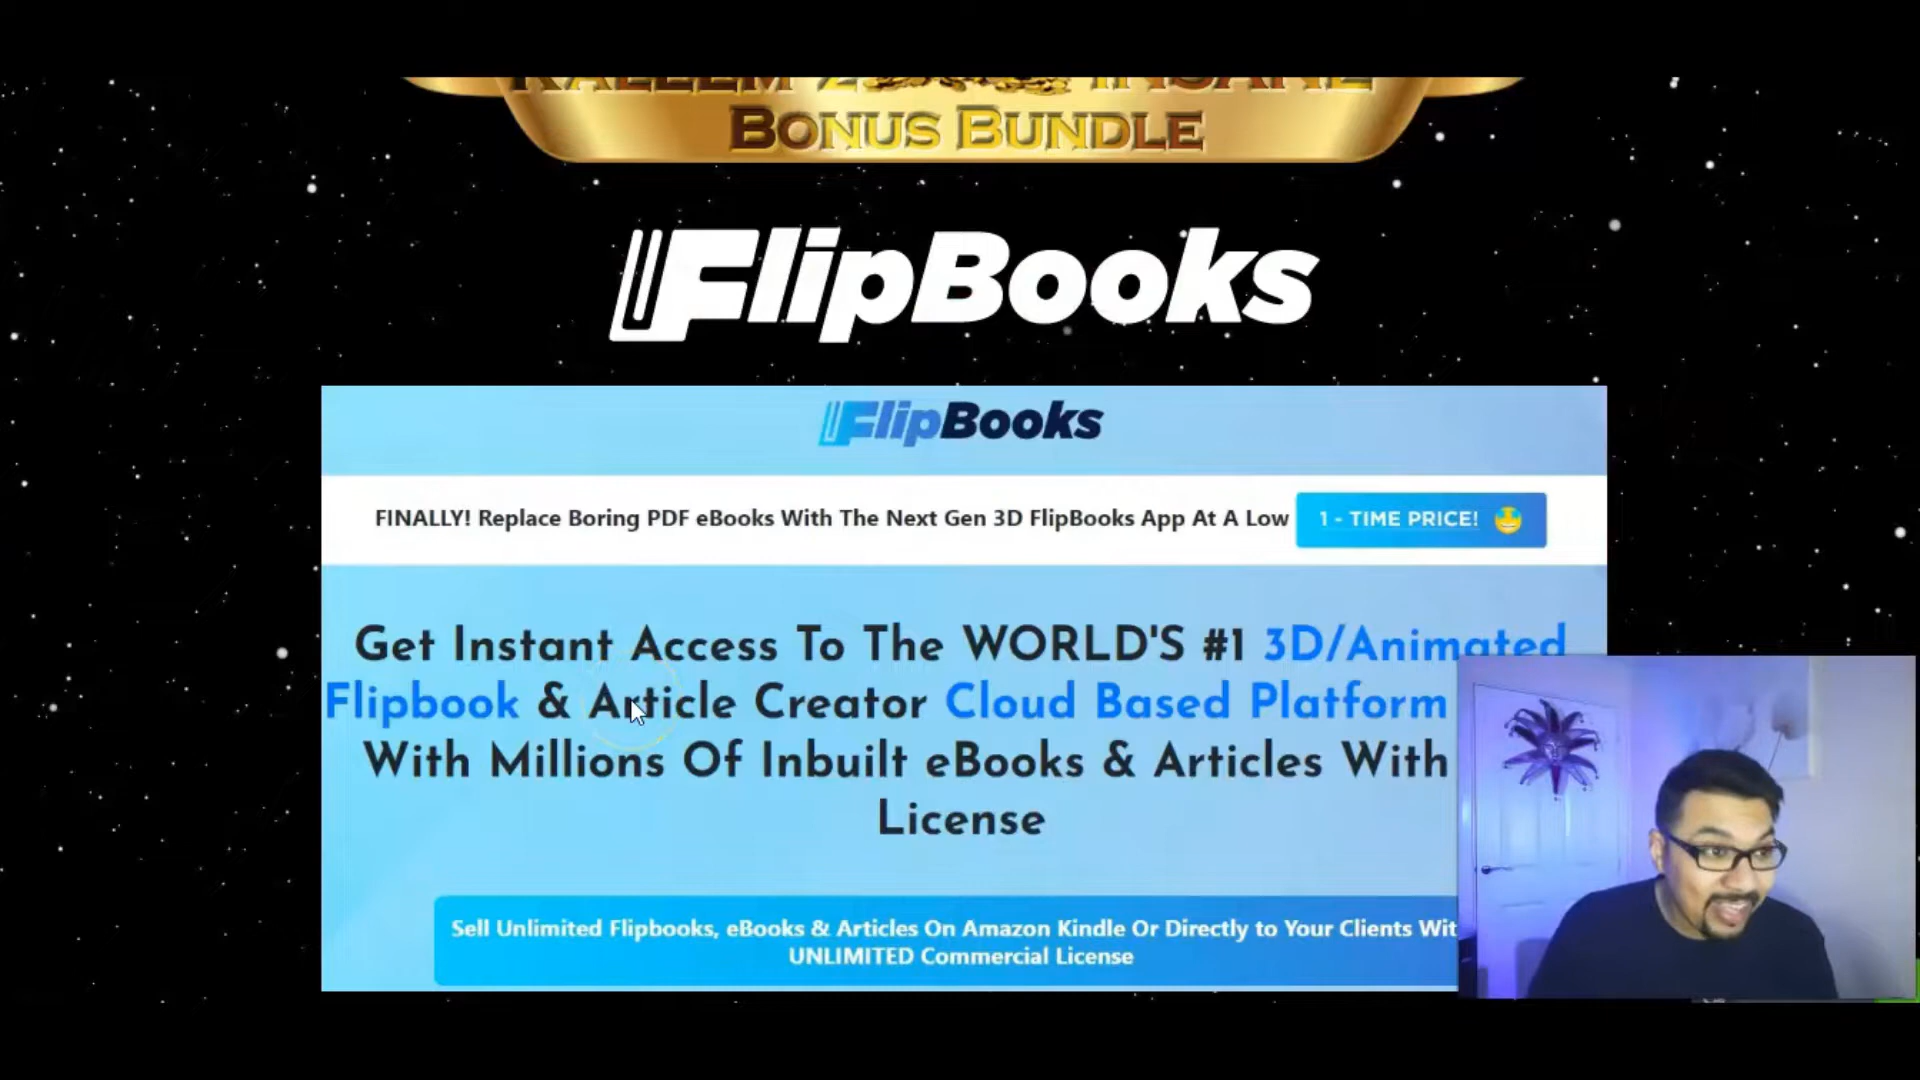 BONUS BUNDLE
FlipBooks
FlipBooks
FINALLY! Replace Boring PDF eBooks With The Next Gen 3D FlipBooks App At A Low 1 - TIME PRICE!
Get Instant Access To The WORLD'S #1 3D/Animated
Flipbook & Article Creator Cloud Based Platform
With Millions Of Inbuilt eBooks & Articles With
License
Sell Unlimited Flipbooks, eBooks & Articles On Amazon Kindle Or Directly to Your Clients Wit
UNLIMITED Commercial License